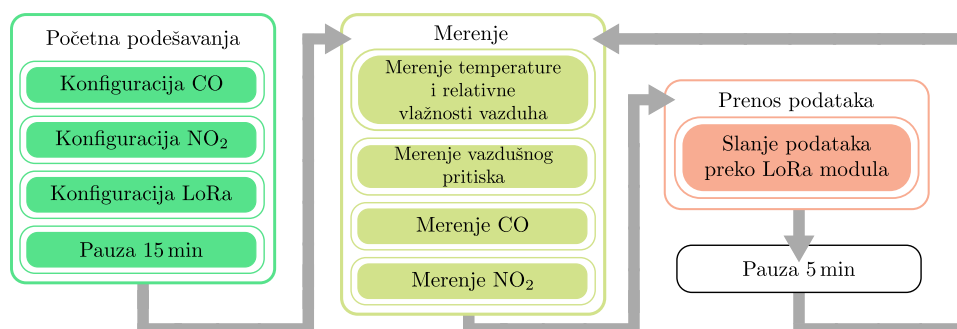 Početna podešavanja
Konfiguracija CO
Konfiguracija NO₂
Konfiguracija LoRa
Pauza 15 min
Merenje
Merenje temperature
i relativne
vlažnosti vazduha
Merenje vazdušnog
pritiska
Merenje CO
Merenje NO₂
Prenos podataka
Slanje podataka
preko LoRa modula
Pauza 5 min